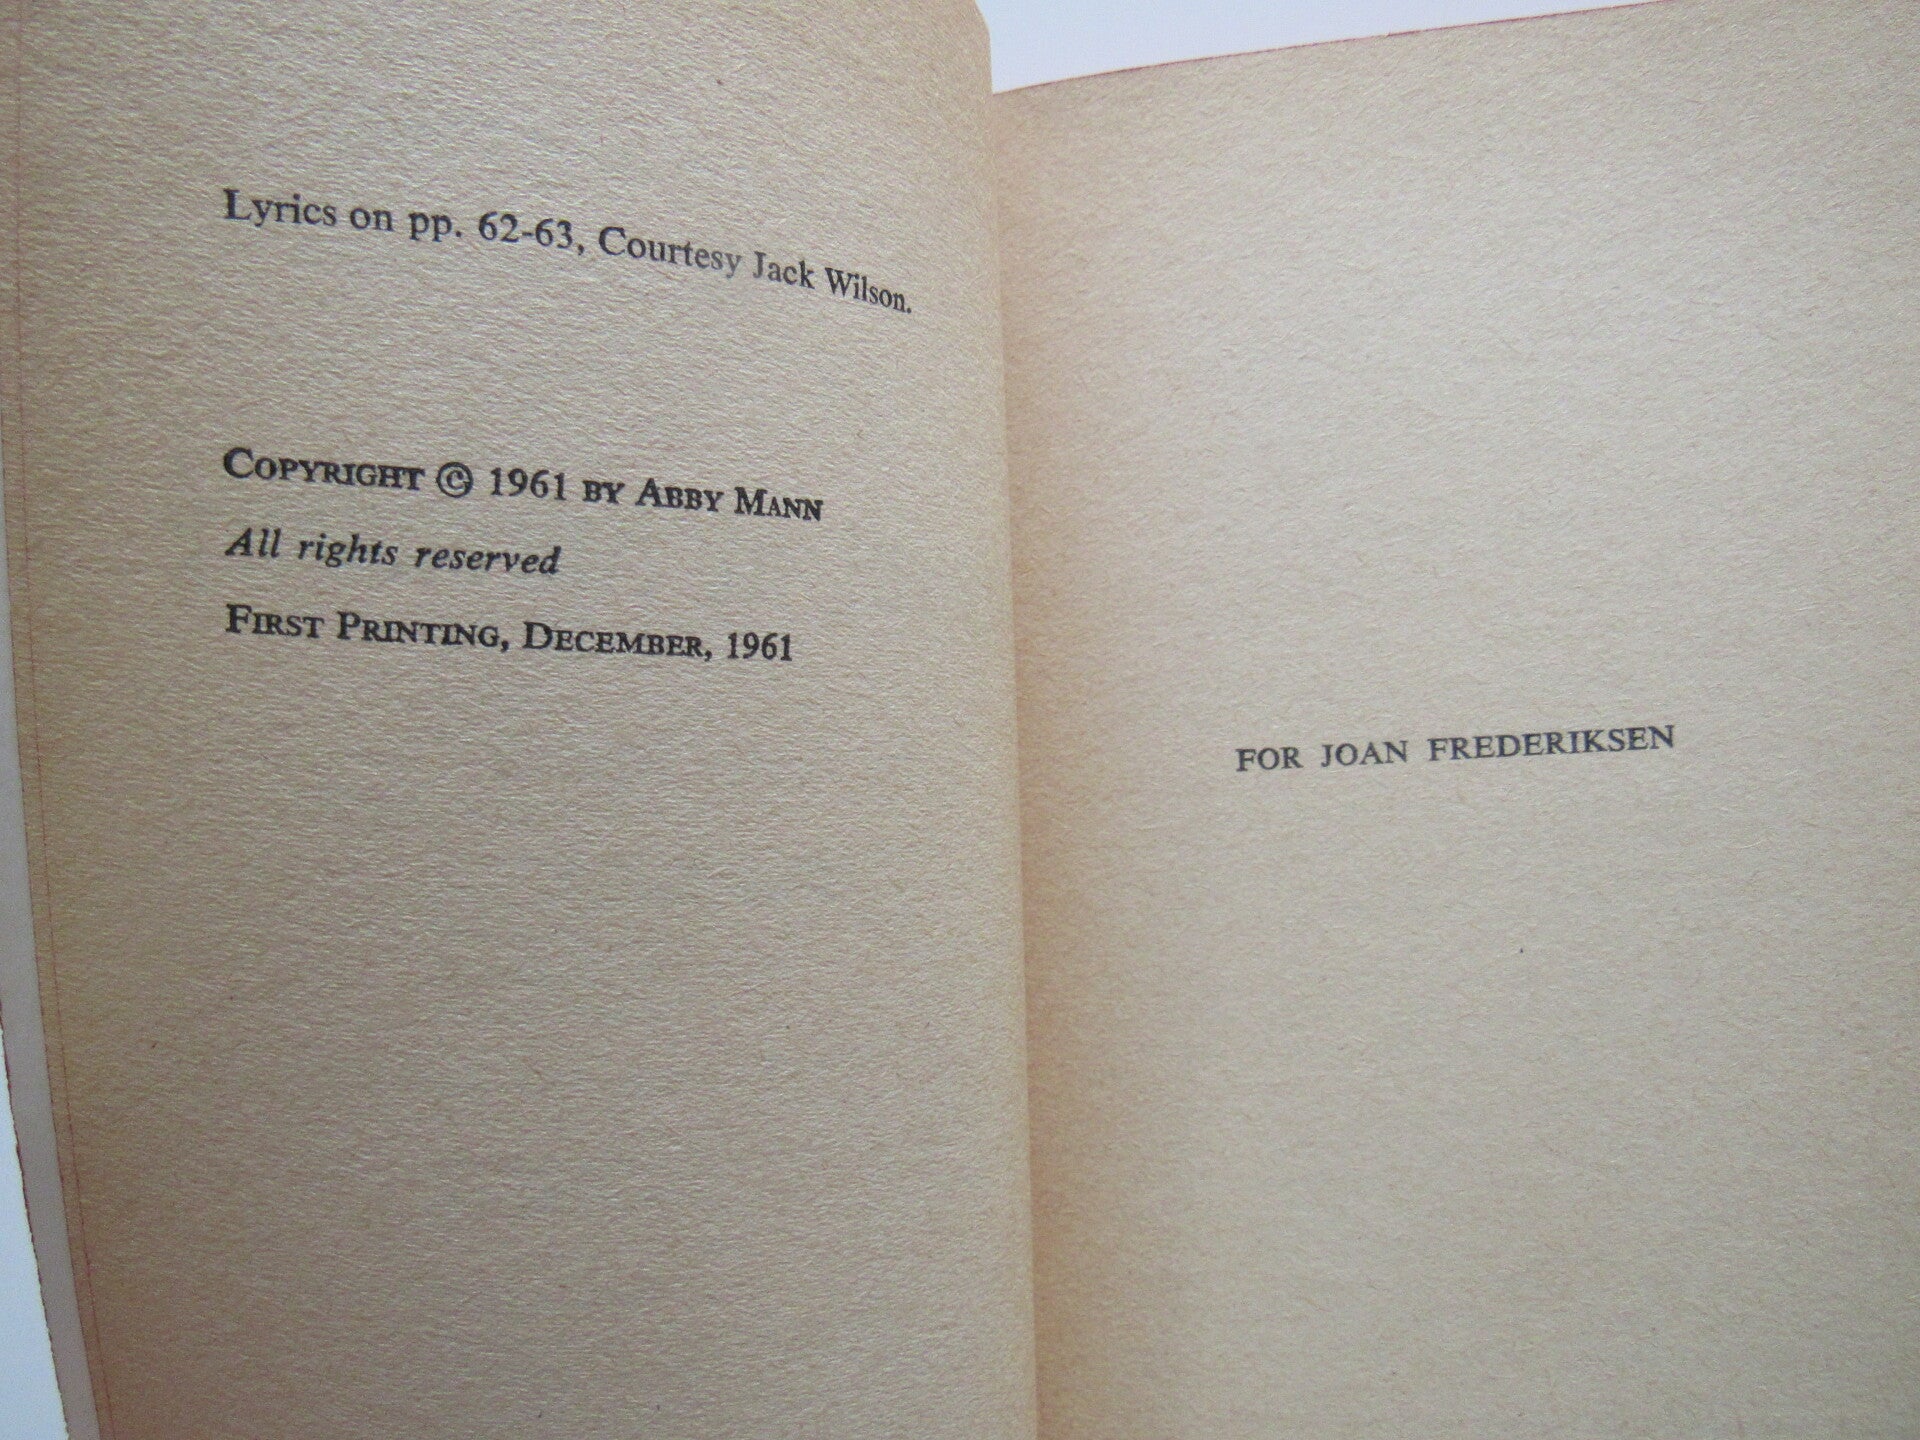 Lyrics on pp. 62-63, Courtesy Jack Wilson.
COPYRIGHT © 1961 BY ABBY MANN
All rights reserved
FIRST PRINTING, DECEMBER, 1961
FOR JOAN FREDERIKSEN